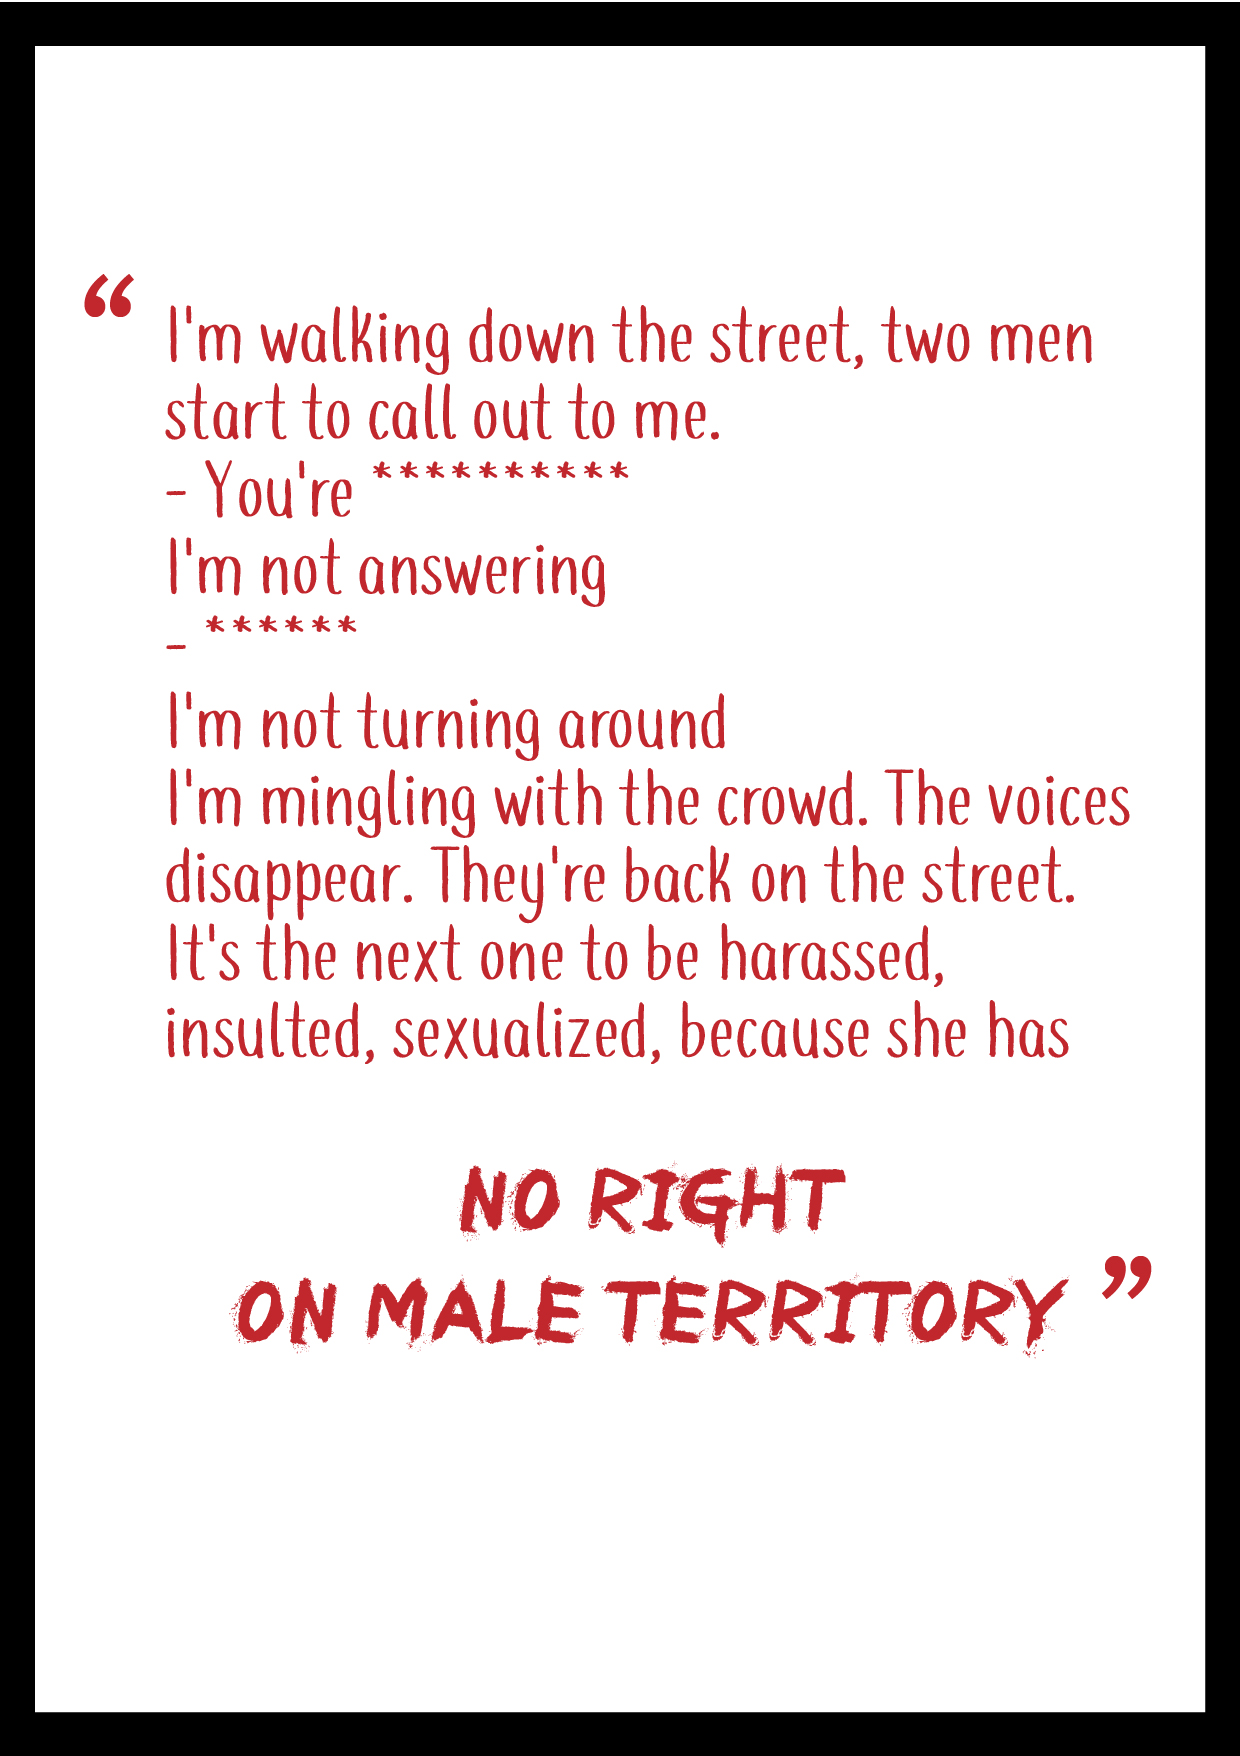 “ I'm walking down the street, two men
start to call out to me.
- You're **********
I'm not answering
- ******
I'm not turning around
I'm mingling with the crowd. The voices
disappear. They're back on the street.
It's the next one to be harassed,
insulted, sexualized, because she has
NO RIGHT
ON MALE TERRITORY ”